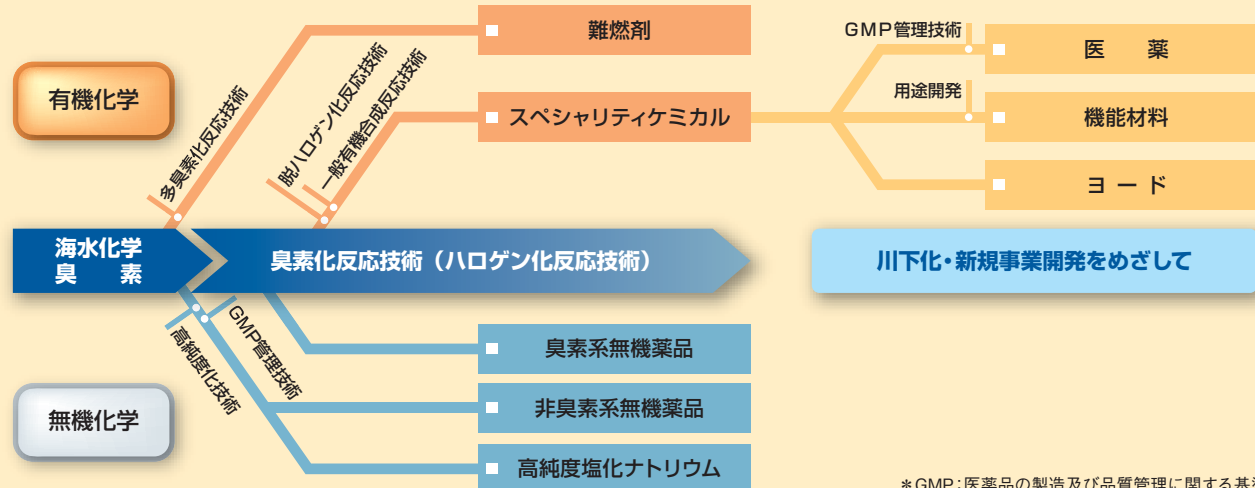 難燃剤
GMP管理技術
医 薬
有機化学
多臭素化反応技術
脱ハロゲン化反応技術
一般有機合成反応技術
スペシャリティケミカル
用途開発
機能材料
ヨード
海水化学
臭 素
臭素化反応技術（ハロゲン化反応技術）
川下化・新規事業開発をめざして
高純度化技術
GMP管理技術
臭素系無機薬品
無機化学
非臭素系無機薬品
高純度塩化ナトリウム
＊GMP：医薬品の製造及び品質管理に関する基